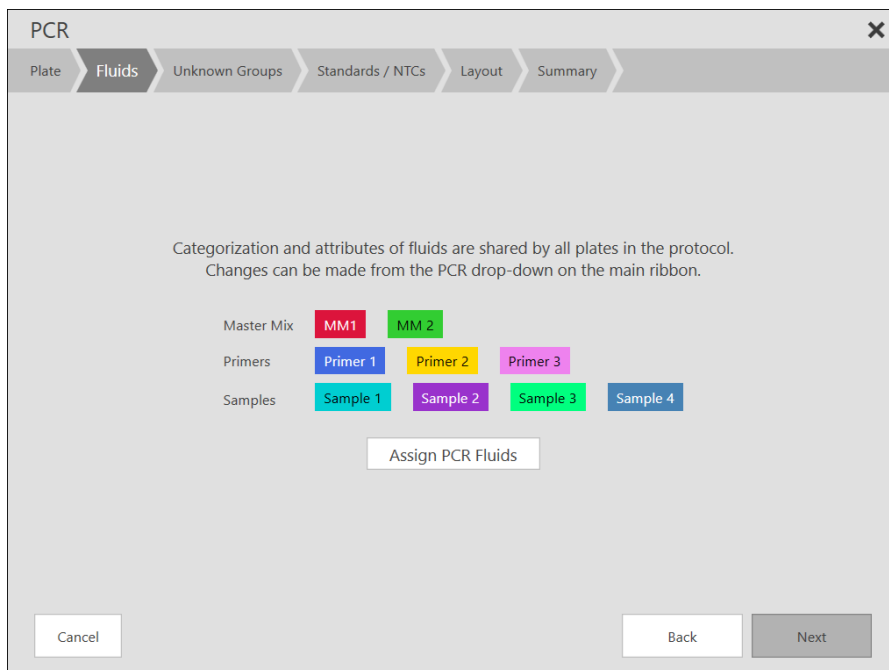 PCR
Plate Fluids Unknown Groups Standards / NTCs Layout Summary
Categorization and attributes of fluids are shared by all plates in the protocol.
Changes can be made from the PCR drop-down on the main ribbon.
Master Mix MM1 MM 2
Primers Primer 1 Primer 2 Primer 3
Samples Sample 1 Sample 2 Sample 3 Sample 4
Assign PCR Fluids
Cancel Back Next